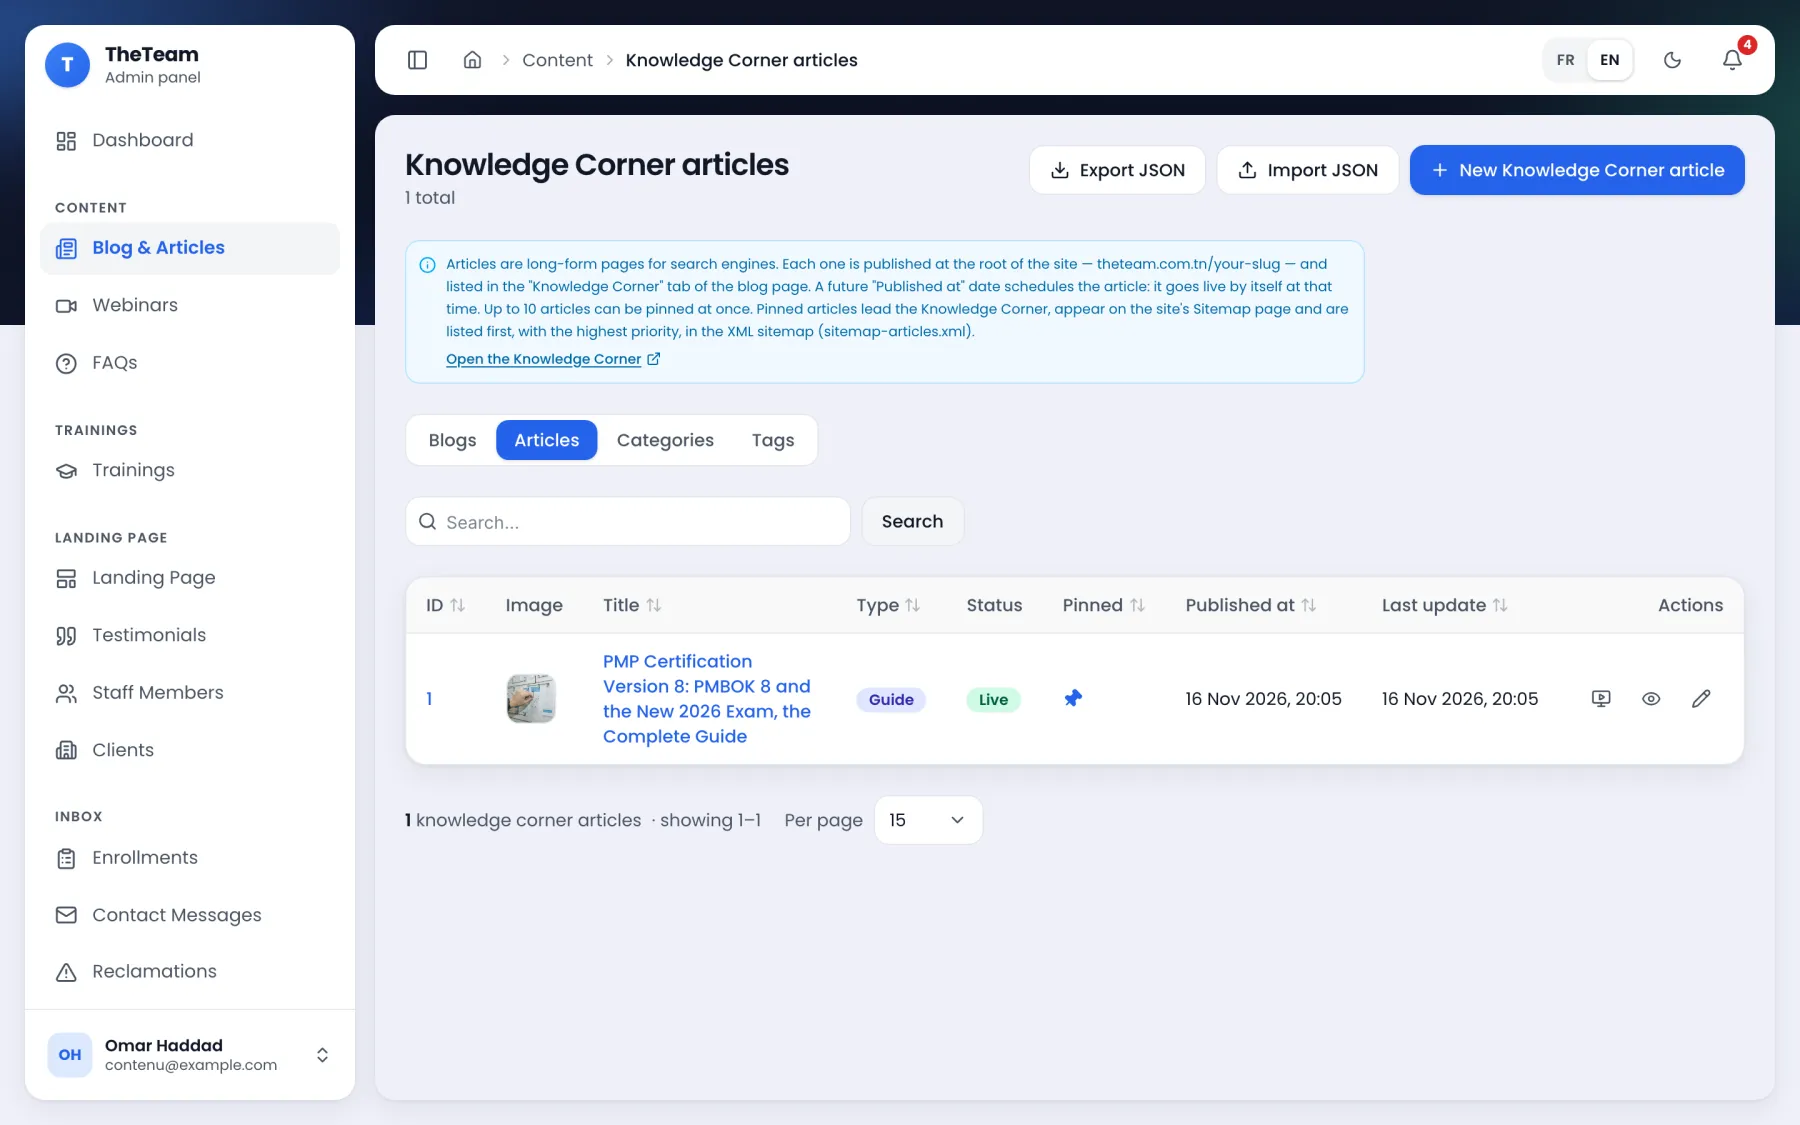 T
TheTeam
Admin panel
Dashboard
CONTENT
Blog & Articles
Webinars
FAQs
TRAININGS
Trainings
LANDING PAGE
Landing Page
Testimonials
Staff Members
Clients
INBOX
Enrollments
Contact Messages
Reclamations
OH
Omar Haddad
contenu@example.com
Content
Knowledge Corner articles
FR
EN
4
Knowledge Corner articles
1 total
Export JSON
Import JSON
New Knowledge Corner article
Articles are long-form pages for search engines. Each one is published at the root of the site — theteam.com.tn/your-slug — and
listed in the "Knowledge Corner" tab of the blog page. A future "Published at" date schedules the article: it goes live by itself at that
time. Up to 10 articles can be pinned at once. Pinned articles lead the Knowledge Corner, appear on the site's Sitemap page and are
listed first, with the highest priority, in the XML sitemap (sitemap-articles.xml).
Open the Knowledge Corner
Blogs
Articles
Categories
Tags
Search...
Search
ID
Image
Title
Type
Status
Pinned
Published at
Last update
Actions
1
PMP Certification
Version 8: PMBOK 8 and
the New 2026 Exam, the
Complete Guide
Guide
Live
16 Nov 2026, 20:05
16 Nov 2026, 20:05
1 knowledge corner articles · showing 1–1
Per page
15